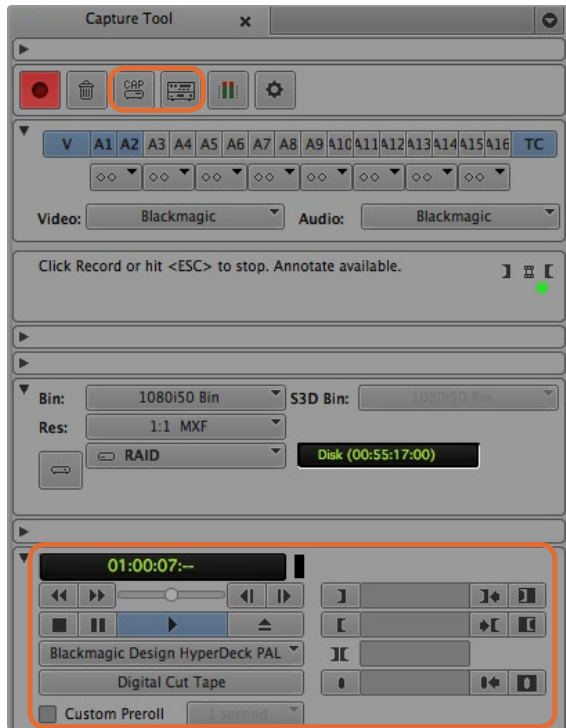 Capture Tool
CAP
V A1 A2 A3 A4 A5 A6 A7 A8 A9 A10 A11 A12 A13 A14 A15 A16 TC
Video: Blackmagic Audio: Blackmagic
Click Record or hit <ESC> to stop. Annotate available.
Bin: 1080i50 Bin S3D Bin: 1080i50 Bin
Res: 1:1 MXF
RAID Disk (00:55:17:00)
01:00:07:--
Blackmagic Design HyperDeck PAL
Digital Cut Tape
Custom Preroll 1 second